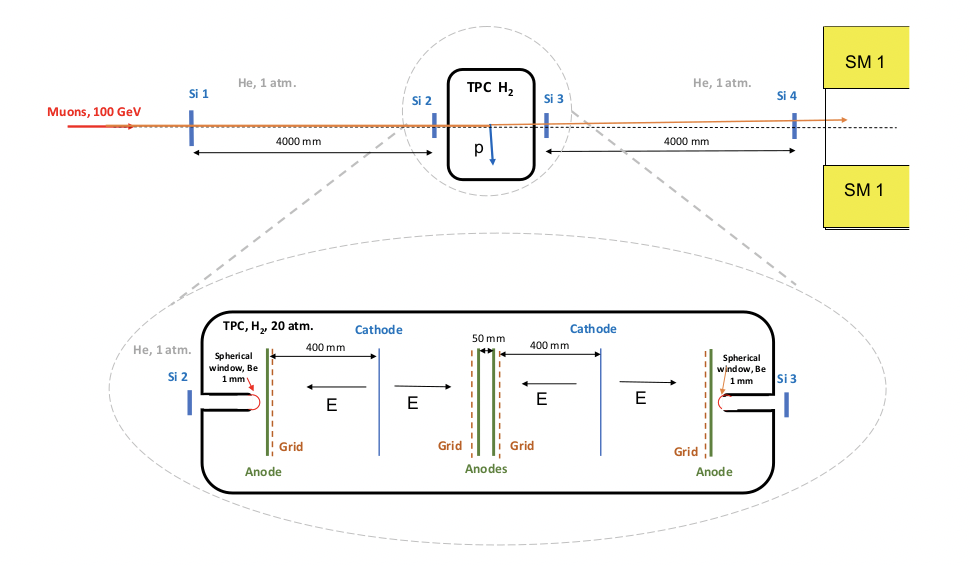 He, 1 atm.
Si 1
Muons, 100 GeV
4000 mm
Si 2
TPC H2
p
Si 3
He, 1 atm.
Si 4
4000 mm
SM 1
SM 1
TPC, H2, 20 atm.
He, 1 atm.
Si 2
Spherical
window, Be
1 mm
400 mm
Cathode
50 mm
400 mm
Cathode
Spherical
window, Be
1 mm
Si 3
E
E
E
E
Grid
Anode
Grid
Grid
Anodes
Grid
Anode